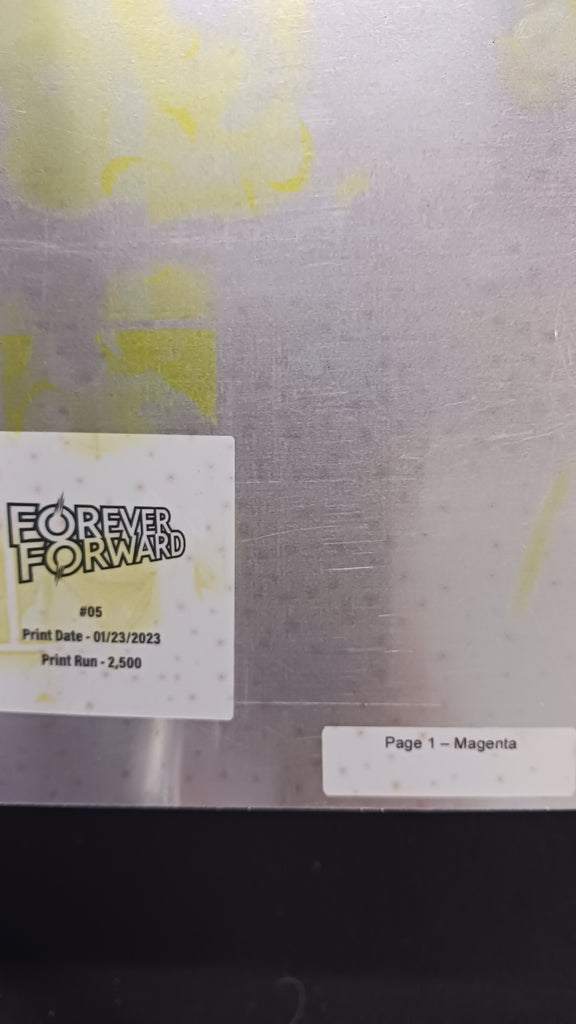 FOREVER
FORWARD
#05
Print Date - 01/23/2023
Print Run - 2,500
Page 1 – Magenta